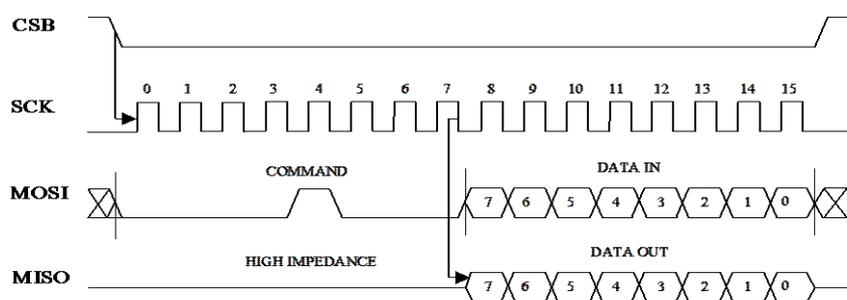 CSB
SCK 0 1 2 3 4 5 6 7 8 9 10 11 12 13 14 15
COMMAND DATA IN
MOSI 7 6 5 4 3 2 1 0
HIGH IMPEDANCE DATA OUT
MISO 7 6 5 4 3 2 1 0